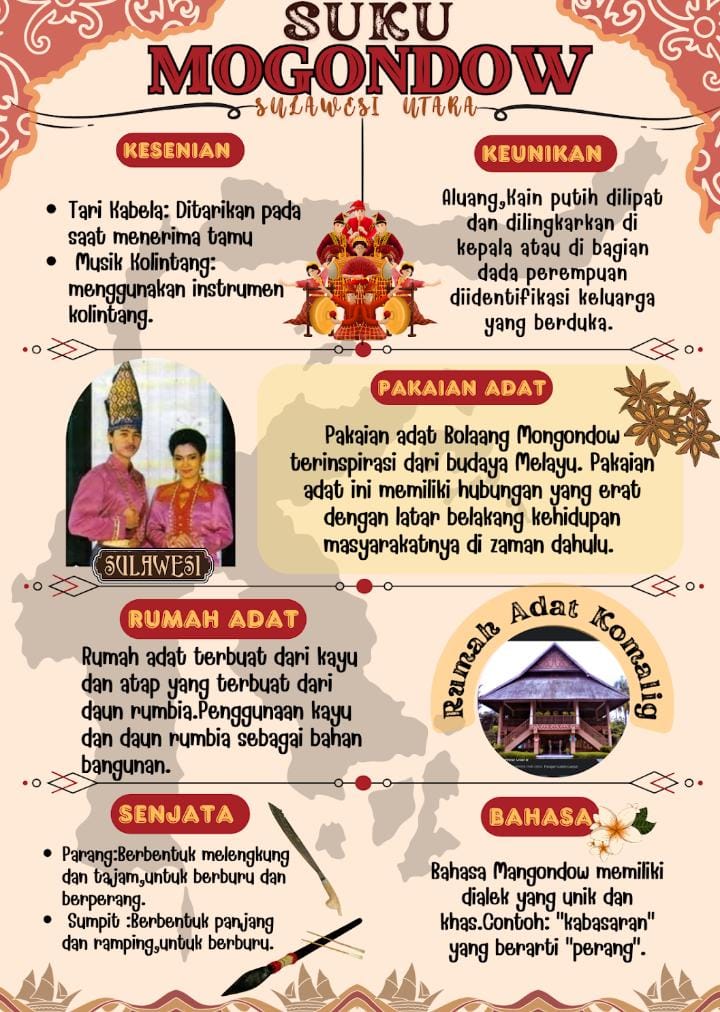 SUKU
MOGONDOW
SULAWESI UTARA
KESENIAN
• Tari Kabela: Ditarikan pada
saat menerima tamu
• Musik Kolintang:
menggunakan instrumen
kolintang.
KEUNIKAN
Aluang,Kain putih dilipat
dan dilingkarkan di
kepala atau di bagian
dada perempuan
diidentifikasi keluarga
yang berduka.
SULAWESI
PAKAIAN ADAT
Pakaian adat Bolaang Mongondow
terinspirasi dari budaya Melayu. Pakaian
adat ini memiliki hubungan yang erat
dengan latar belakang kehidupan
masyarakatnya di zaman dahulu.
RUMAH ADAT
Rumah adat terbuat dari kayu
dan atap yang terbuat dari
daun rumbia.Penggunaan kayu
dan daun rumbia sebagai bahan
bangunan.
Rumah Adat Komalig
SENJATA
• Parang:Berbentuk melengkung
dan tajam,untuk berburu dan
berperang.
• Sumpit :Berbentuk panjang
dan ramping,untuk berburu.
BAHASA
Bahasa Mangondow memiliki
dialek yang unik dan
khas.Contoh: "kabasaran"
yang berarti "perang".